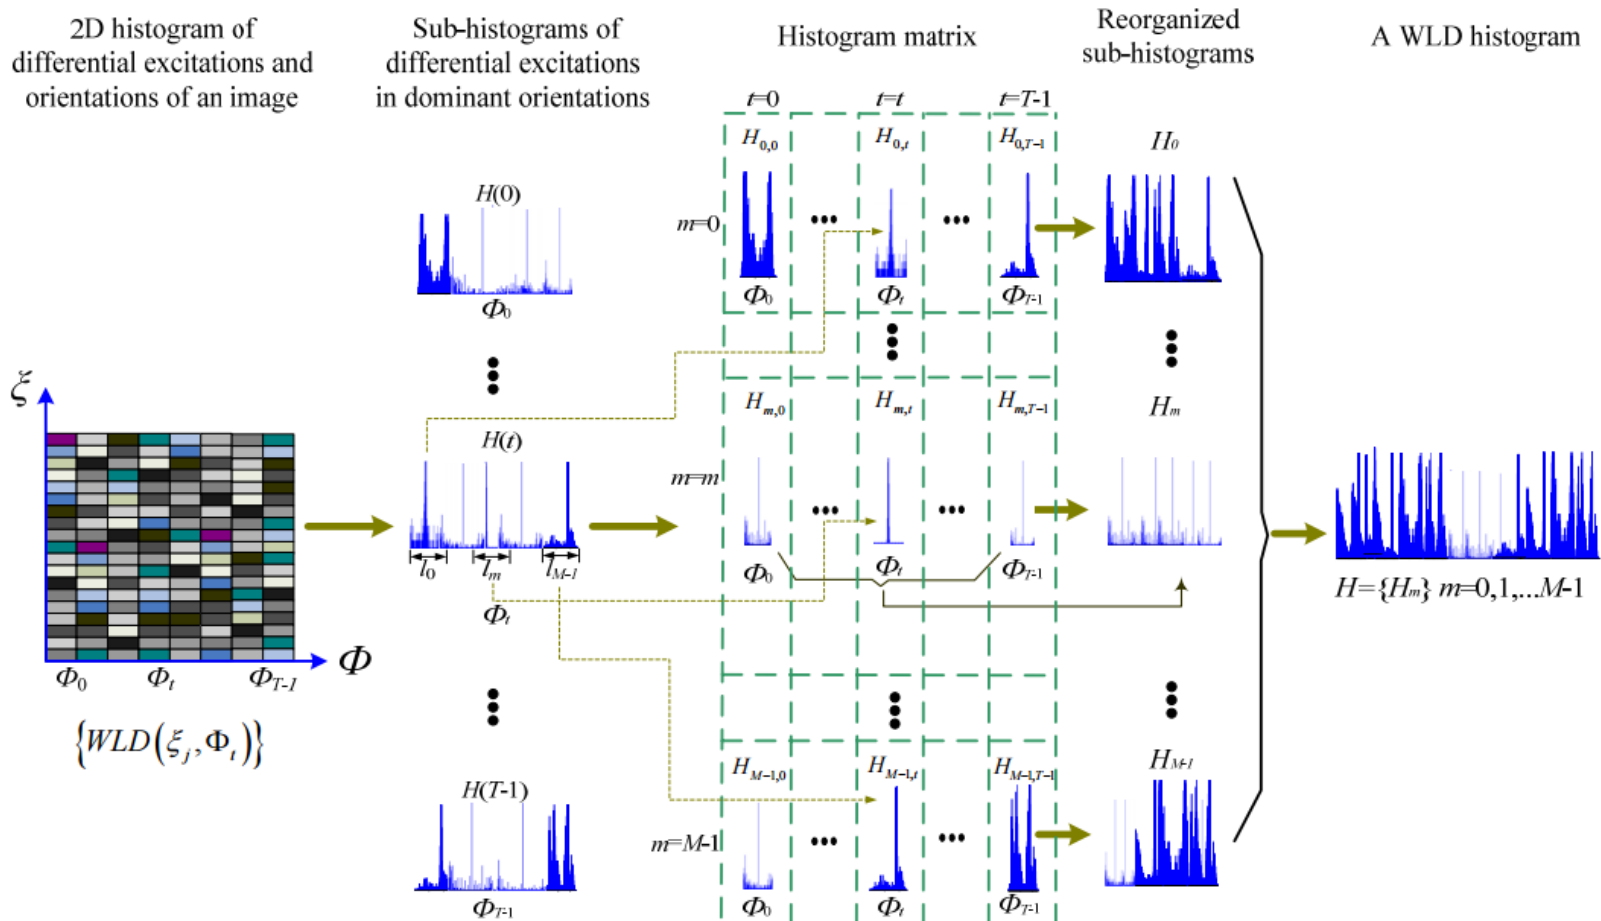 2D histogram of
differential excitations and
orientations of an image
Sub-histograms of
differential excitations
in dominant orientations
Histogram matrix
Reorganized
sub-histograms
A WLD histogram
t=0
t=t
t=T-1
H0,0
H0,t
H0,T−1
H0
H(0)
m=0
Φ0
Φ0
Φt
ΦT-1
ξ
Hm,0
Hm,t
Hm,T−1
Hm
H(t)
m=m
l0
lm
lM-1
Φt
Φ0
Φt
ΦT-1
H={Hm} m=0,1,...M-1
Φ
Φ0
Φt
ΦT-1
{WLD(ξj,Φt)}
H(T-1)
HM−1,0
HM−1,t
HM−1,T−1
HM-1
m=M-1
ΦT-1
Φ0
Φt
ΦT-1